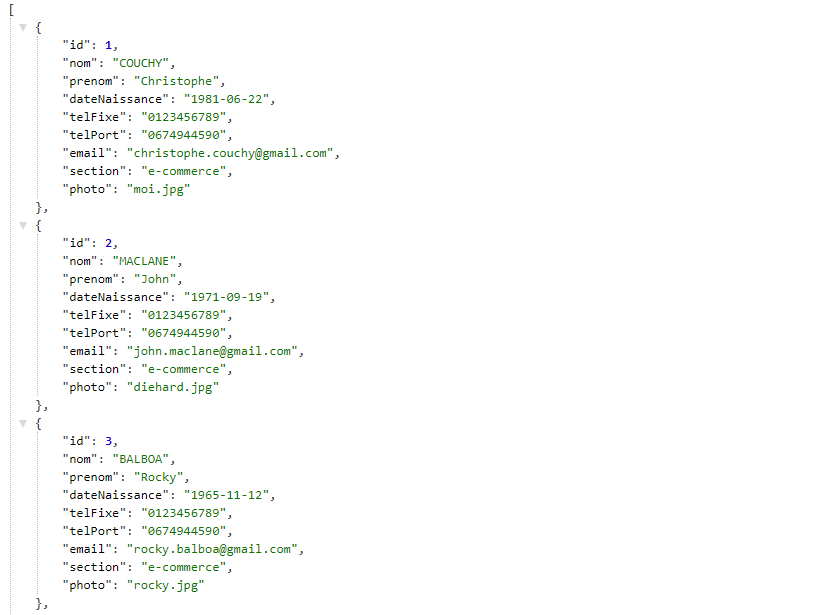 [
{
"id": 1,
"nom": "COUCHY",
"prenom": "Christophe",
"dateNaissance": "1981-06-22",
"telFixe": "0123456789",
"telPort": "0674944590",
"email": "christophe.couchy@gmail.com",
"section": "e-commerce",
"photo": "moi.jpg"
},
{
"id": 2,
"nom": "MACLANE",
"prenom": "John",
"dateNaissance": "1971-09-19",
"telFixe": "0123456789",
"telPort": "0674944590",
"email": "john.maclane@gmail.com",
"section": "e-commerce",
"photo": "diehard.jpg"
},
{
"id": 3,
"nom": "BALBOA",
"prenom": "Rocky",
"dateNaissance": "1965-11-12",
"telFixe": "0123456789",
"telPort": "0674944590",
"email": "rocky.balboa@gmail.com",
"section": "e-commerce",
"photo": "rocky.jpg"
},